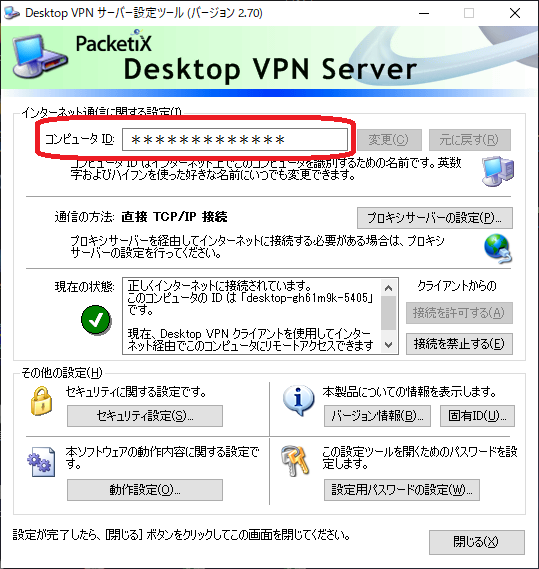 Desktop VPN サーバー設定ツール (バージョン 2.70)
PacketiX
Desktop VPN Server
インターネット通信に関する設定(I)
コンピュータ ID:
*************
変更(C)
元に戻す(R)
コンピュータ ID はインターネット上でこのコンピュータを識別するための名前です。英数
字およびハイフンを使った好きな名前にいつでも変更できます。
通信の方法: 直接 TCP/IP 接続
プロキシサーバーの設定(P)...
プロキシサーバーを経由してインターネットに接続する必要がある場合は、プロキ
シサーバーの設定を行ってください。
現在の状態:
正しくインターネットに接続されています。
このコンピュータの ID は「desktop-gh61m9k-5405」
です。
現在、Desktop VPN クライアントを使用してインター
ネット経由でこのコンピュータにリモートアクセスできます
クライアントからの
接続を許可する(A)
接続を禁止する(E)
その他の設定(H)
セキュリティに関する設定です。
セキュリティ設定(S)...
本製品についての情報を表示します。
バージョン情報(B)...
固有ID(U)...
本ソフトウェアの動作内容に関する設定で
す。
動作設定(O)...
この設定ツールを開くためのパスワードを設
定します。
設定用パスワードの設定(W)...
設定が完了したら、[閉じる] ボタンをクリックしてこの画面を閉じてください。
閉じる(X)